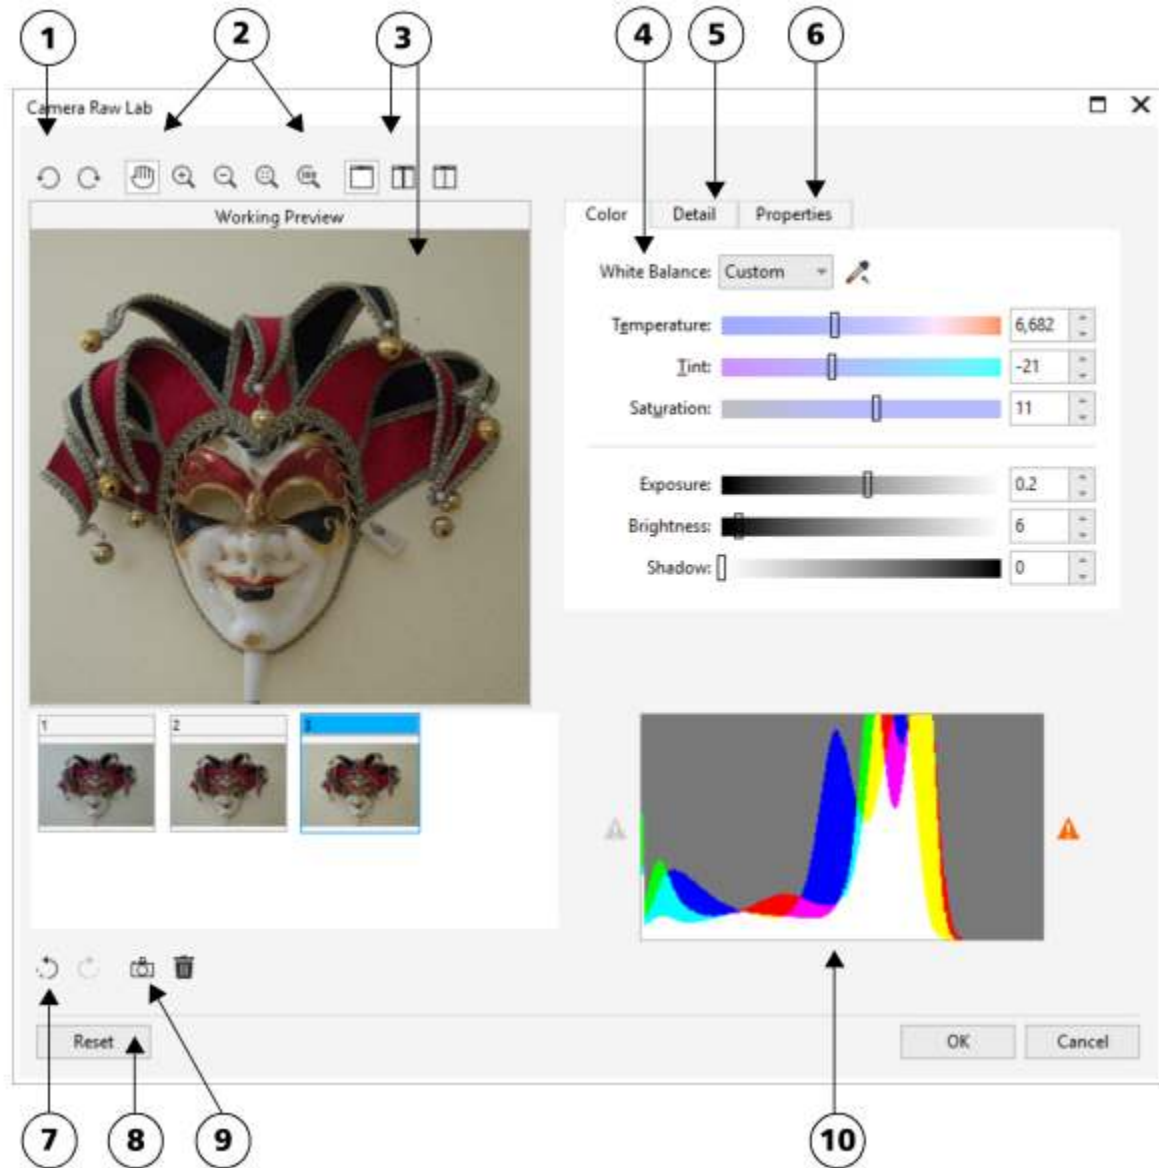 1
2
3
4
5
6
Camera Raw Lab
100
Working Preview
Color
Detail
Properties
White Balance:
Custom
Temperature:
6,682
Tint:
-21
Saturation:
11
Exposure:
0.2
Brightness:
6
Shadow:
0
1
2
3
Reset
OK
Cancel
7
8
9
10